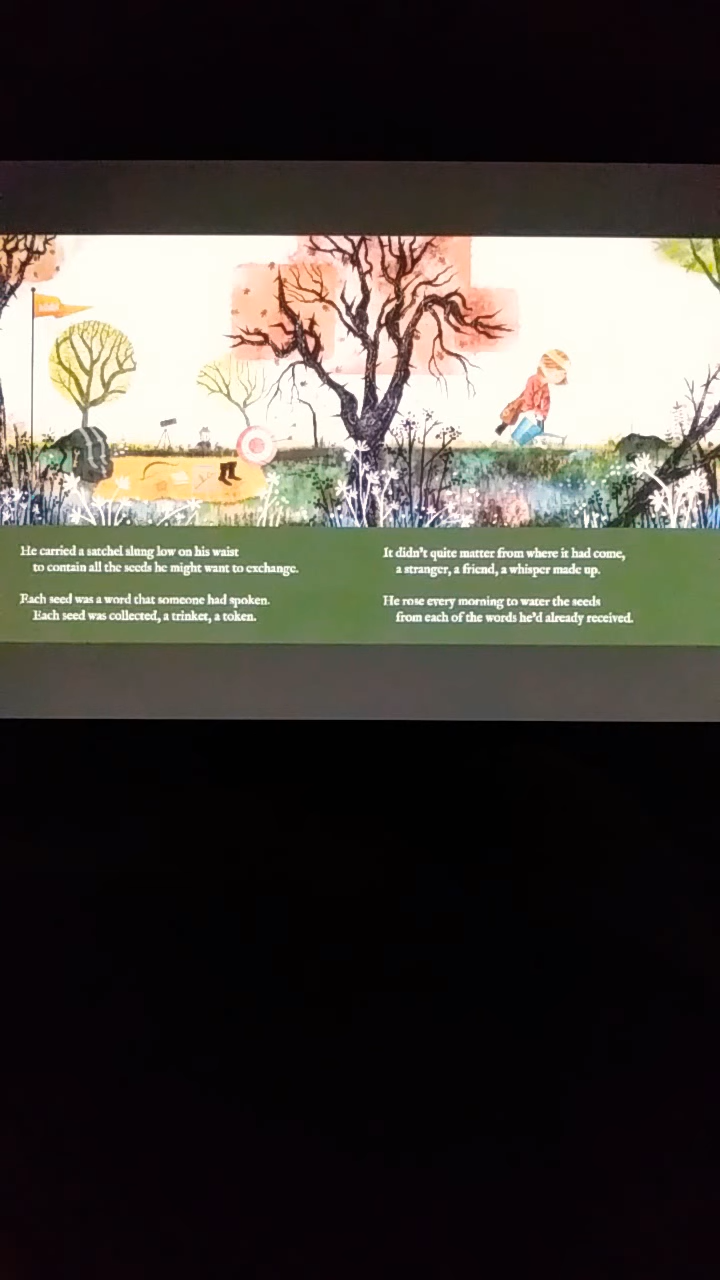 He carried a satchel slung low on his waist
to contain all the seeds he might want to exchange.
Each seed was a word that someone had spoken.
Each seed was collected, a trinket, a token.
It didn't quite matter from where it had come,
a stranger, a friend, a whisper made up.
He rose every morning to water the seeds
from each of the words he'd already received.